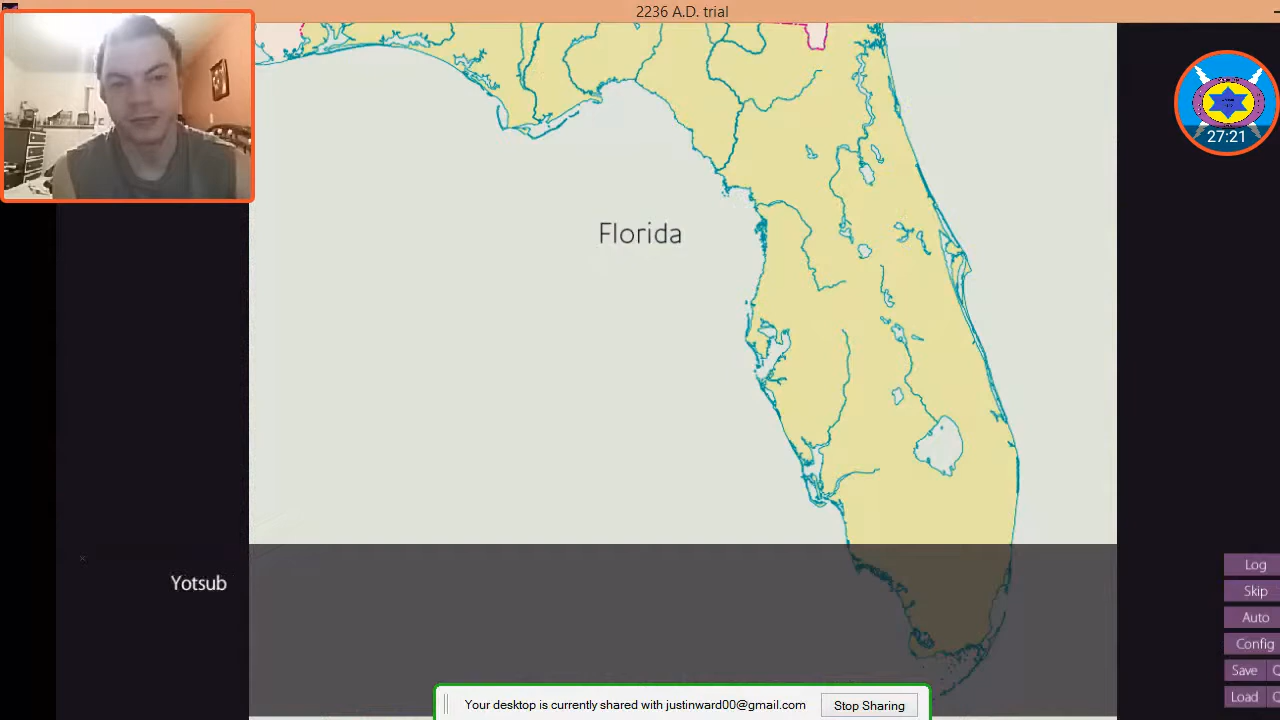 2236 A.D. trial
27:21
Florida
Yotsub
Log
Skip
Auto
Config
Save
Load
Your desktop is currently shared with justinward00@gmail.com
Stop Sharing